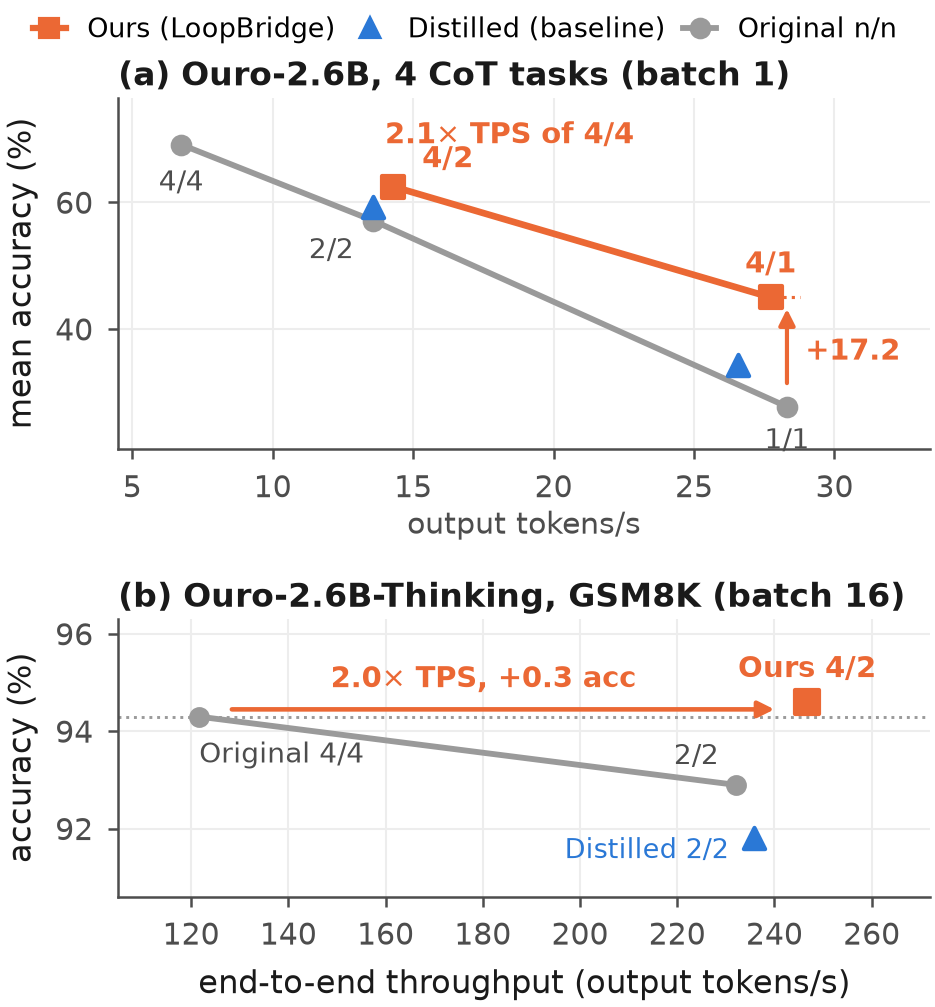 Ours (LoopBridge) Distilled (baseline) Original n/n
(a) Ouro-2.6B, 4 CoT tasks (batch 1)
mean accuracy (%)
60
40
4/4
2.1× TPS of 4/4
4/2
2/2
4/1
+17.2
1/1
5 10 15 20 25 30
output tokens/s
(b) Ouro-2.6B-Thinking, GSM8K (batch 16)
accuracy (%)
96
94
92
2.0× TPS, +0.3 acc
Ours 4/2
Original 4/4
2/2
Distilled 2/2
120 140 160 180 200 220 240 260
end-to-end throughput (output tokens/s)